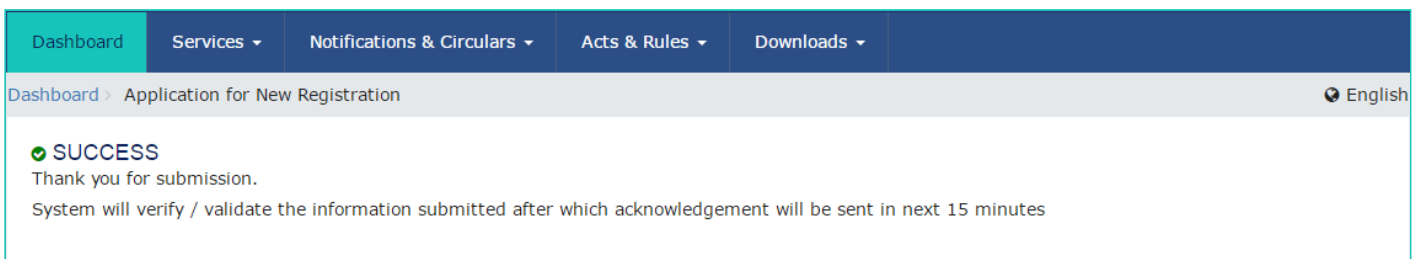 Dashboard Services Notifications & Circulars Acts & Rules Downloads
Dashboard > Application for New Registration English
SUCCESS
Thank you for submission.
System will verify / validate the information submitted after which acknowledgement will be sent in next 15 minutes